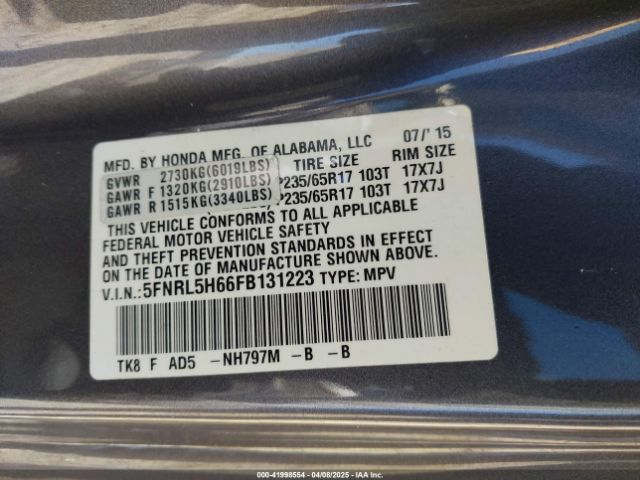 MFD. BY HONDA MFG. OF ALABAMA, LLC 07/'15
GVWR 2730KG(6019LBS) TIRE SIZE RIM SIZE
GAWR F 1320KG(2910LBS) P235/65R17 103T 17X7J
GAWR R 1515KG(3340LBS) P235/65R17 103T 17X7J
THIS VEHICLE CONFORMS TO ALL APPLICABLE
FEDERAL MOTOR VEHICLE SAFETY
AND THEFT PREVENTION STANDARDS IN EFFECT
ON THE DATE OF MANUFACTURE SHOWN ABOVE.
V.I.N.:5FNRL5H66FB131223 TYPE: MPV
TK8 F AD5 -NH797M -B -B
000-41998554 - 04/08/2025 - IAA Inc.